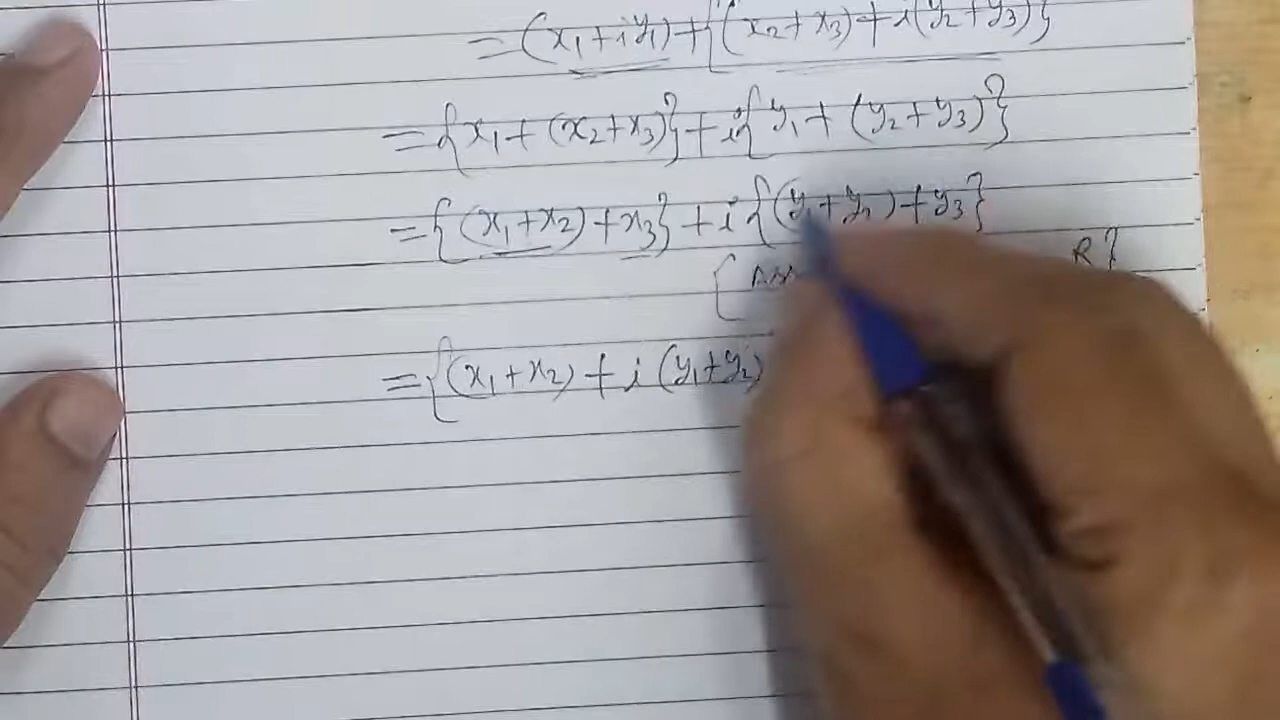 = (x₁+iy₁)+{(x₂+x₃)+i(y₂+y₃)}
= {x₁+(x₂+x₃)}+i{y₁+(y₂+y₃)}
= {(x₁+x₂)+x₃}+i{(y₁+y₂)+y₃}
{ R}
= {(x₁+x₂)+i(y₁+y₂)